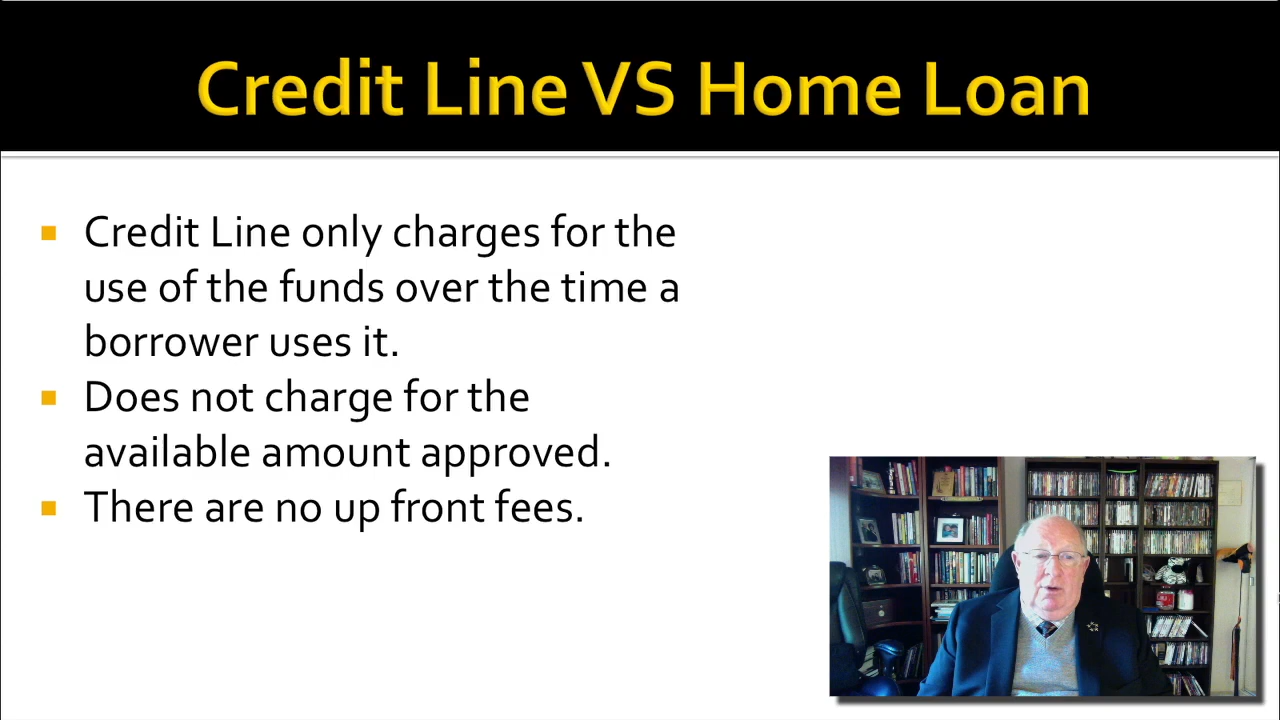 Credit Line VS Home Loan
Credit Line only charges for the
use of the funds over the time a
borrower uses it.
Does not charge for the
available amount approved.
There are no up front fees.